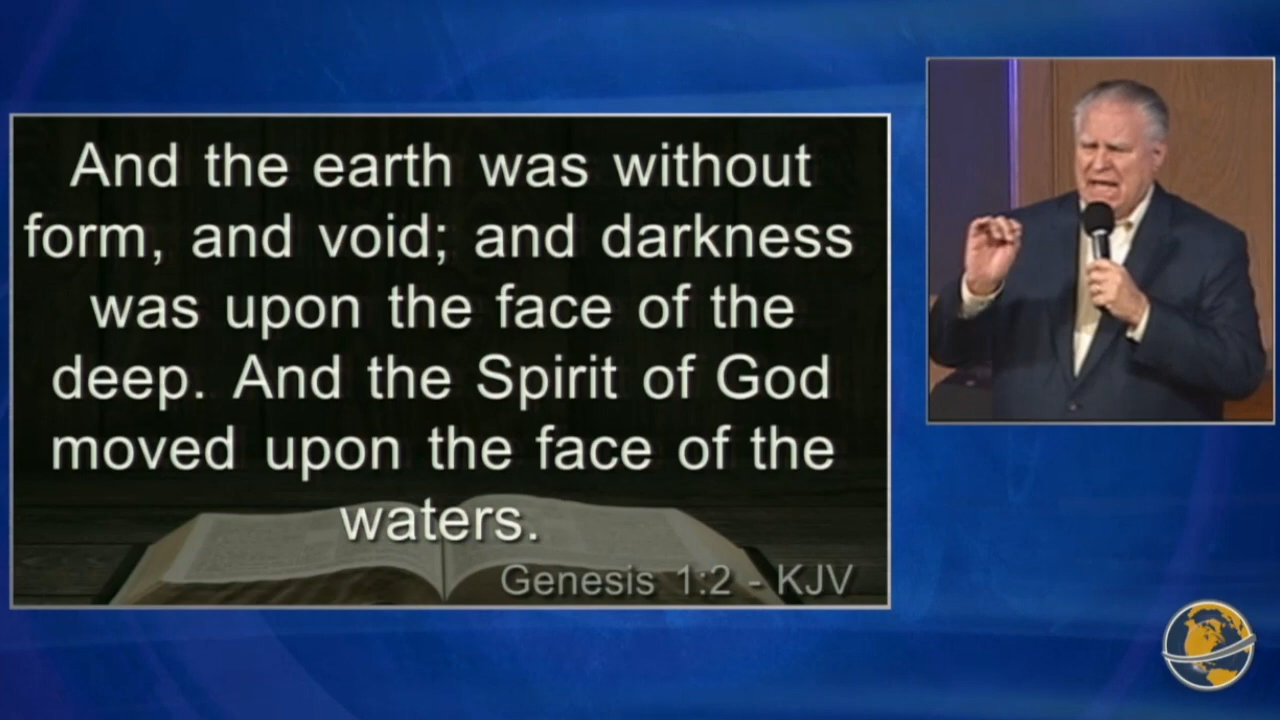 And the earth was without
form, and void; and darkness
was upon the face of the
deep. And the Spirit of God
moved upon the face of the
waters.
Genesis 1:2 - KJV